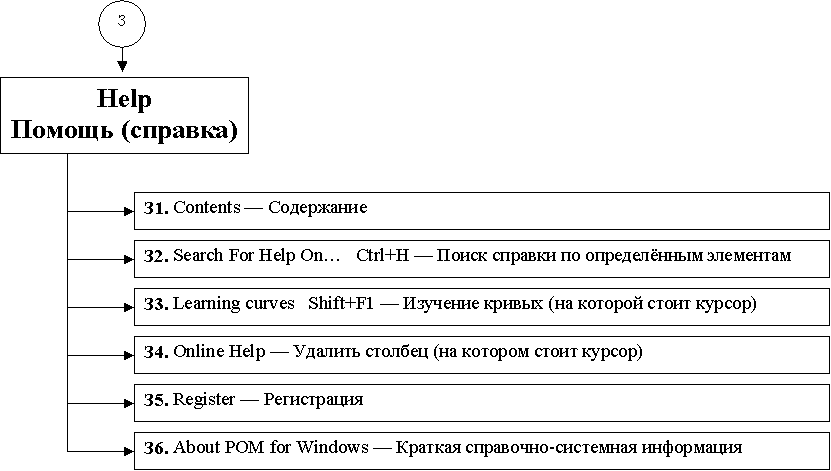 3
Help
Помощь (справка)
31. Contents — Содержание
32. Search For Help On… Ctrl+H — Поиск справки по определённым элементам
33. Learning curves Shift+F1 — Изучение кривых (на которой стоит курсор)
34. Online Help — Удалить столбец (на котором стоит курсор)
35. Register — Регистрация
36. About POM for Windows — Краткая справочно-системная информация